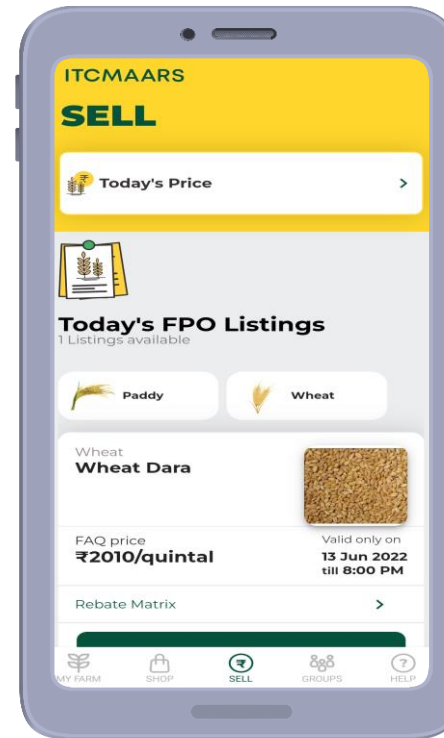 ITCMAARS
SELL
Today's Price
Today's FPO Listings
1 Listings available
Paddy
Wheat
Wheat
Wheat Dara
FAQ price
₹2010/quintal
Valid only on
13 Jun 2022
till 8:00 PM
Rebate Matrix
MY FARM
SHOP
SELL
GROUPS
HELP